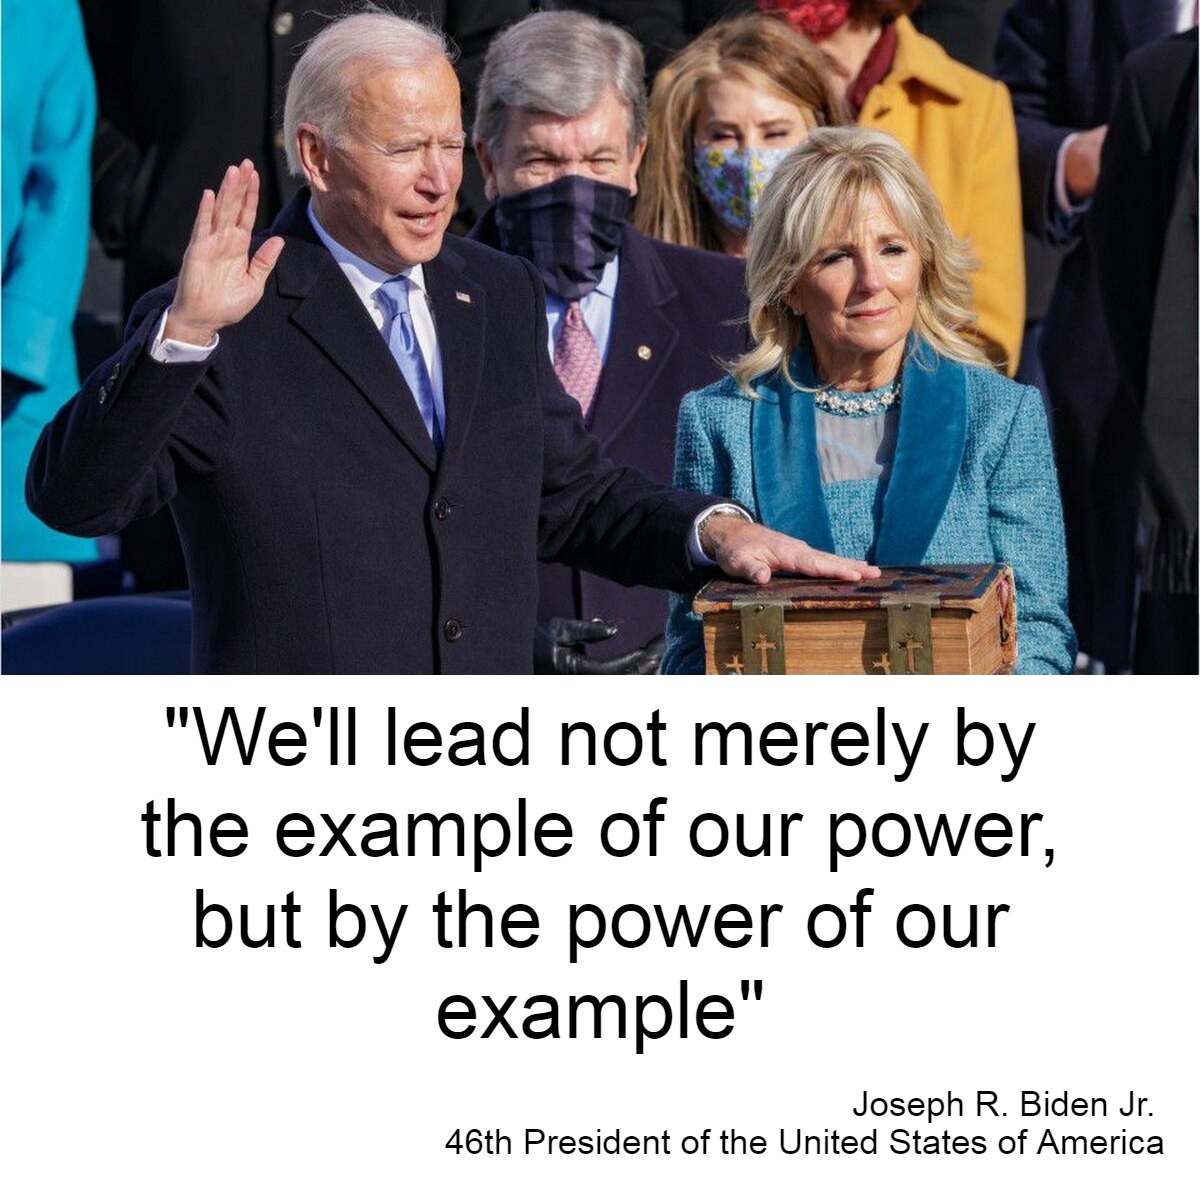 "We'll lead not merely by
the example of our power,
but by the power of our
example"
Joseph R. Biden Jr.
46th President of the United States of America